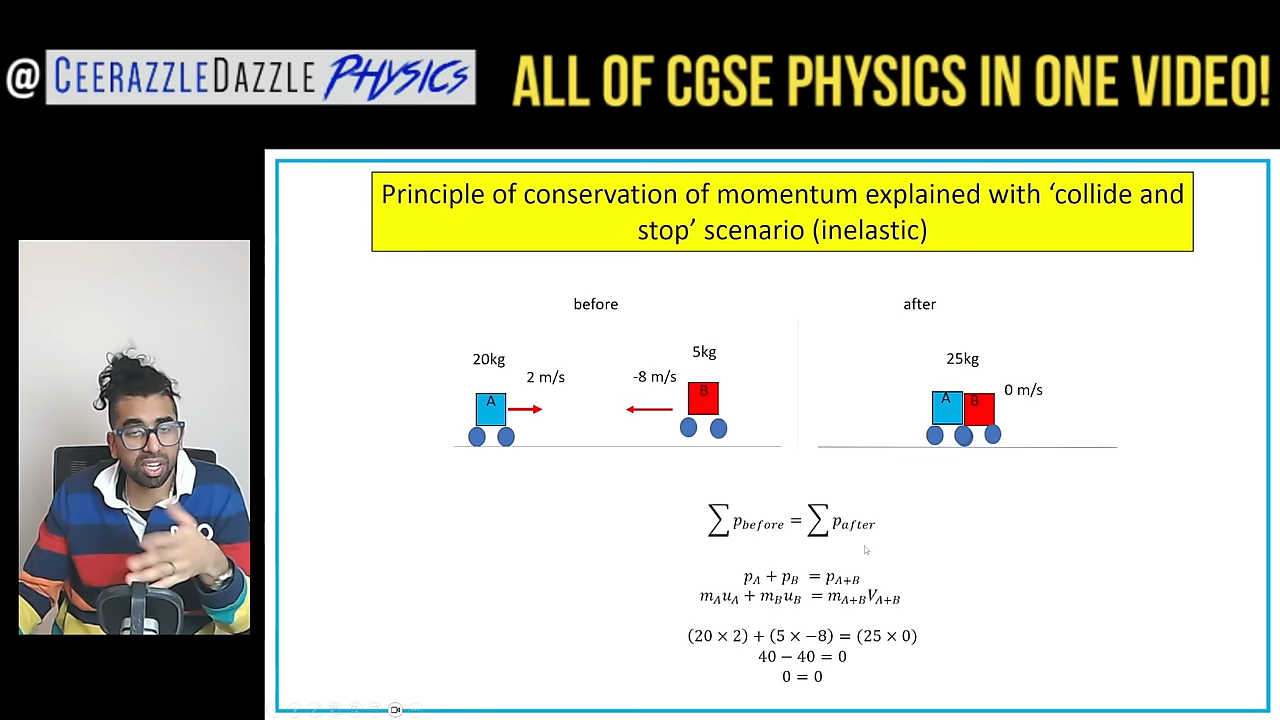 @ CEERAZZLEDAZZLE PHYSICS
ALL OF CGSE PHYSICS IN ONE VIDEO!
Principle of conservation of momentum explained with ‘collide and
stop’ scenario (inelastic)
before
after
20kg
2 m/s
-8 m/s
5kg
25kg
0 m/s
A
B
A
B
∑ p_before = ∑ p_after
p_A + p_B = p_A+B
m_A u_A + m_B u_B = m_A+B V_A+B
(20 × 2) + (5 × −8) = (25 × 0)
40 − 40 = 0
0 = 0